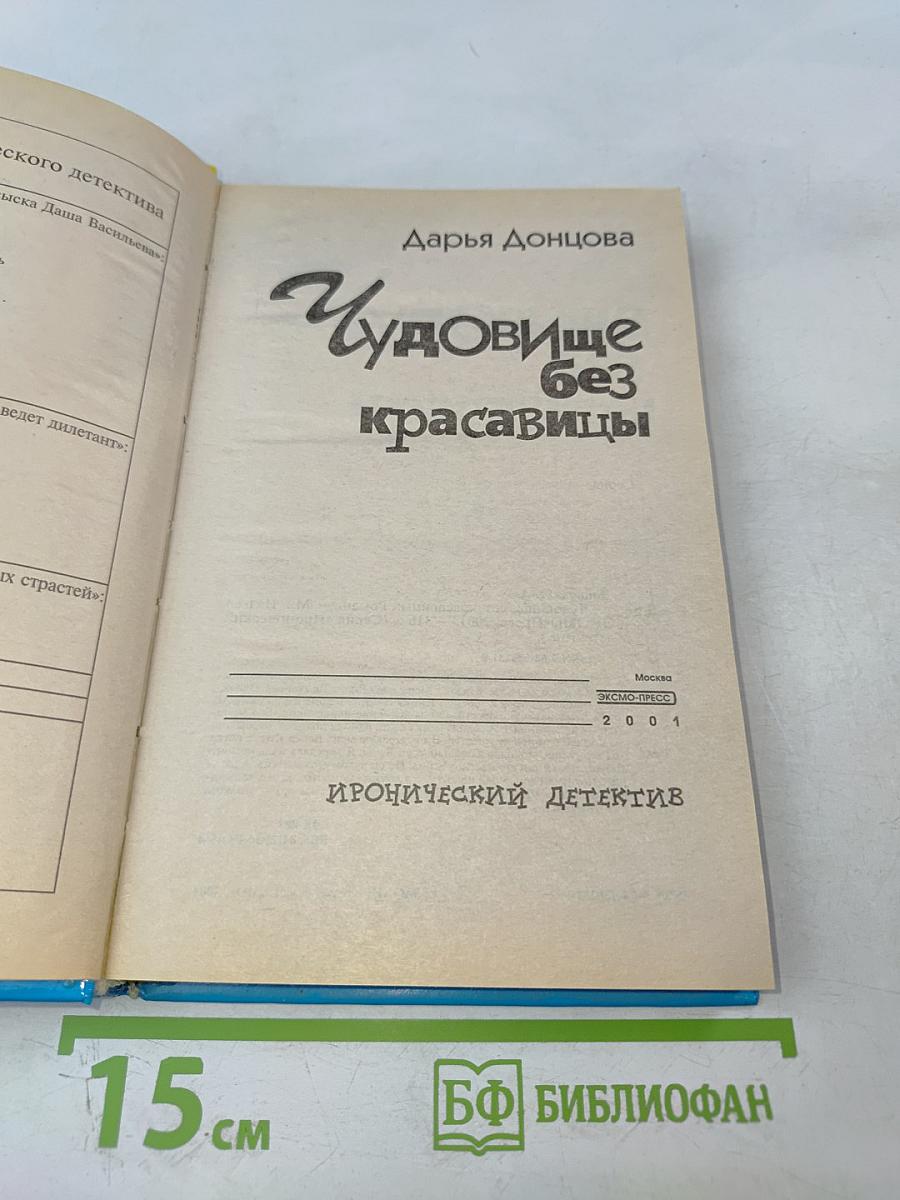 еского детектива
ыска Даша Васильева»:
ь
ведет дилетант»:
ых страстей»:
Дарья Донцова
Чудовище
без
красавицы
Москва
ЭКСМО-ПРЕСС
2001
ИРОНИЧЕСКИЙ ДЕТЕКТИВ
15 см
БФ БИБЛИОФАН